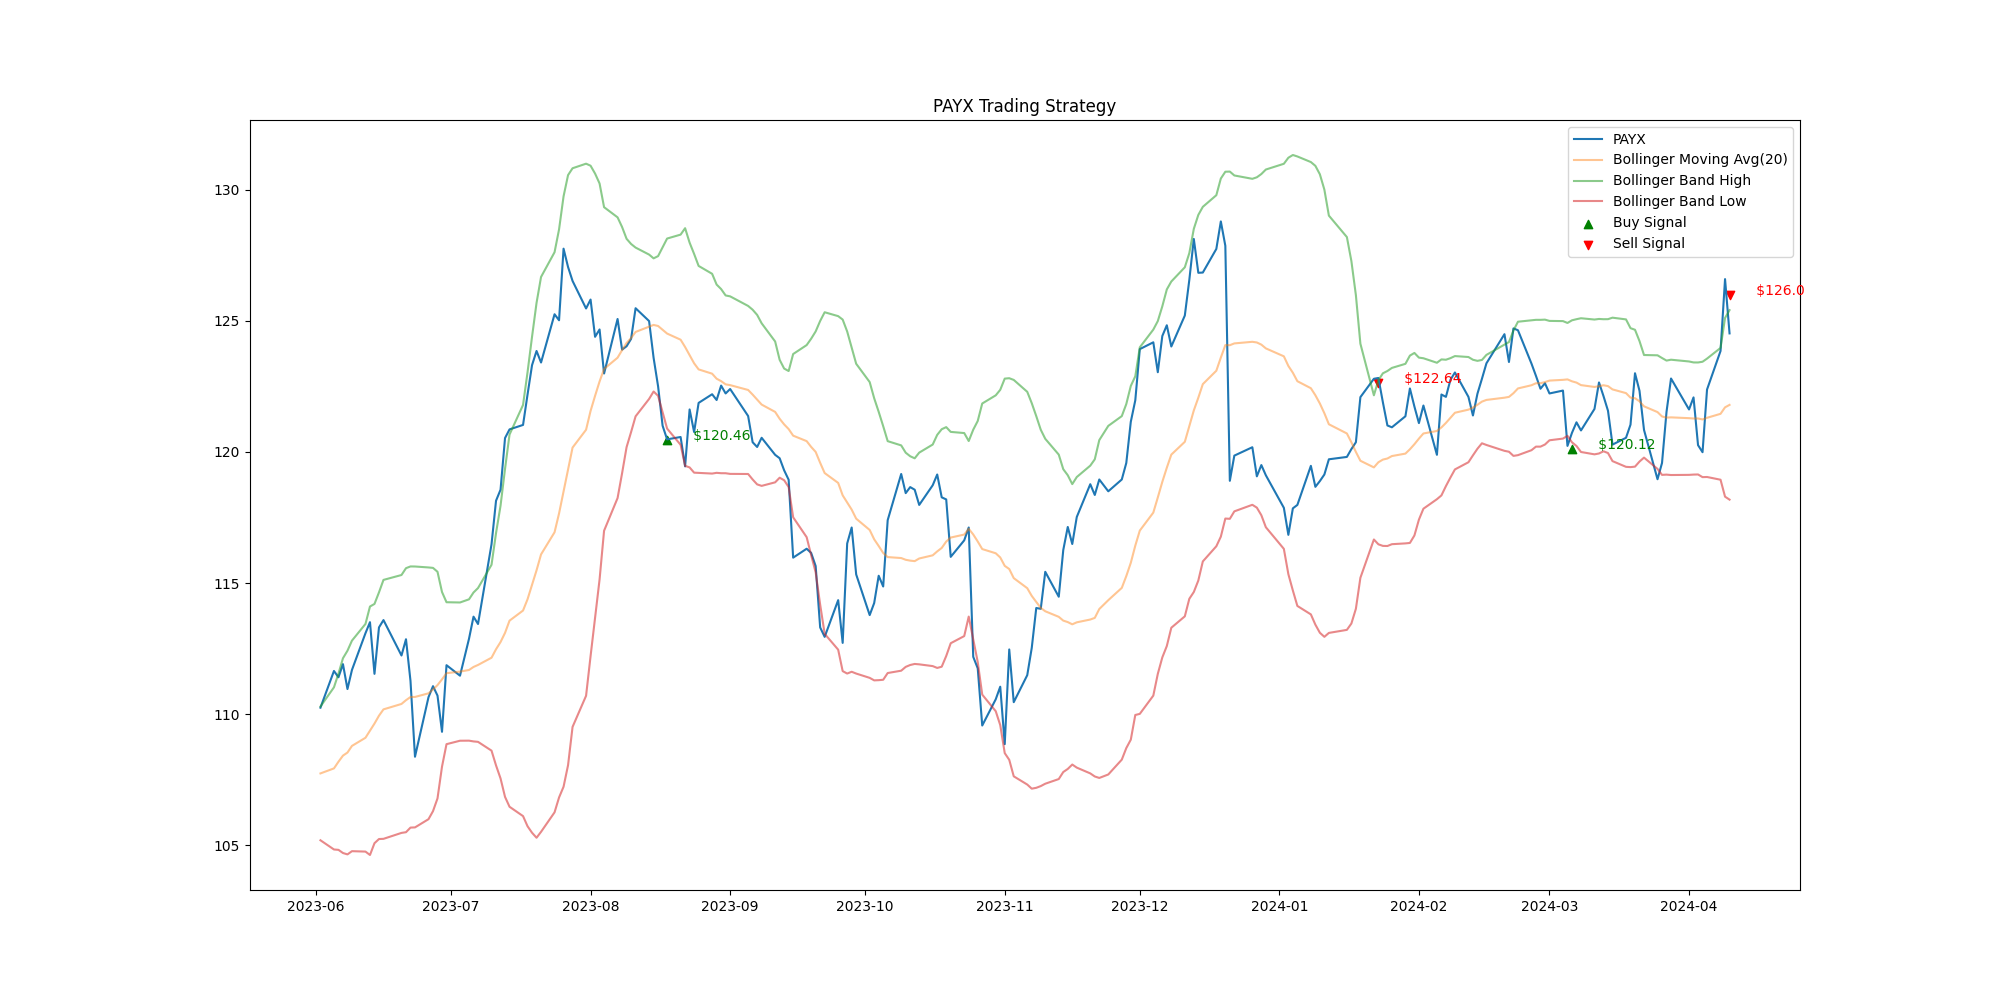 PAYX Trading Strategy
PAYX
Bollinger Moving Avg(20)
Bollinger Band High
Bollinger Band Low
Buy Signal
Sell Signal
130
125
120
115
110
105
$120.46
$122.64
$120.12
$126.0
2023-06 2023-07 2023-08 2023-09 2023-10 2023-11 2023-12 2024-01 2024-02 2024-03 2024-04